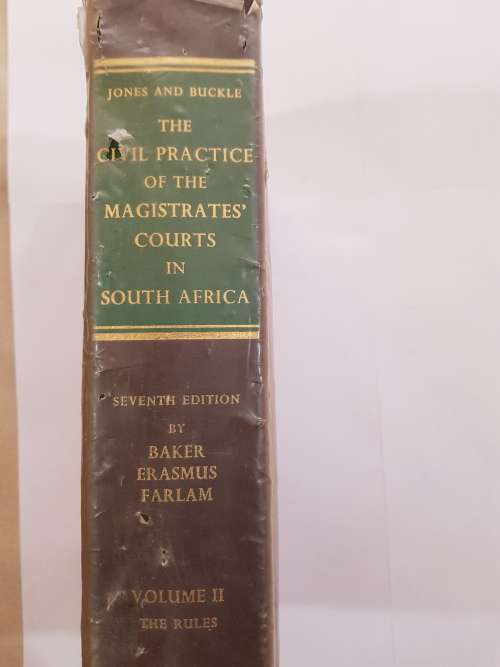 JONES AND BUCKLE
THE
CIVIL PRACTICE
OF THE
MAGISTRATES'
COURTS
IN
SOUTH AFRICA
SEVENTH EDITION
BY
BAKER
ERASMUS
FARLAM
VOLUME II
THE RULES